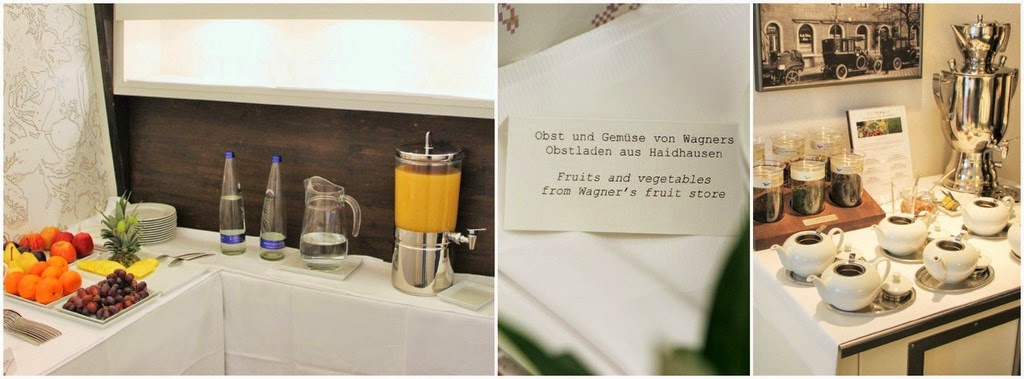 Obst und Gemüse von Wagners
Obstladen aus Haidhausen
Fruits and vegetables
from Wagner's fruit store